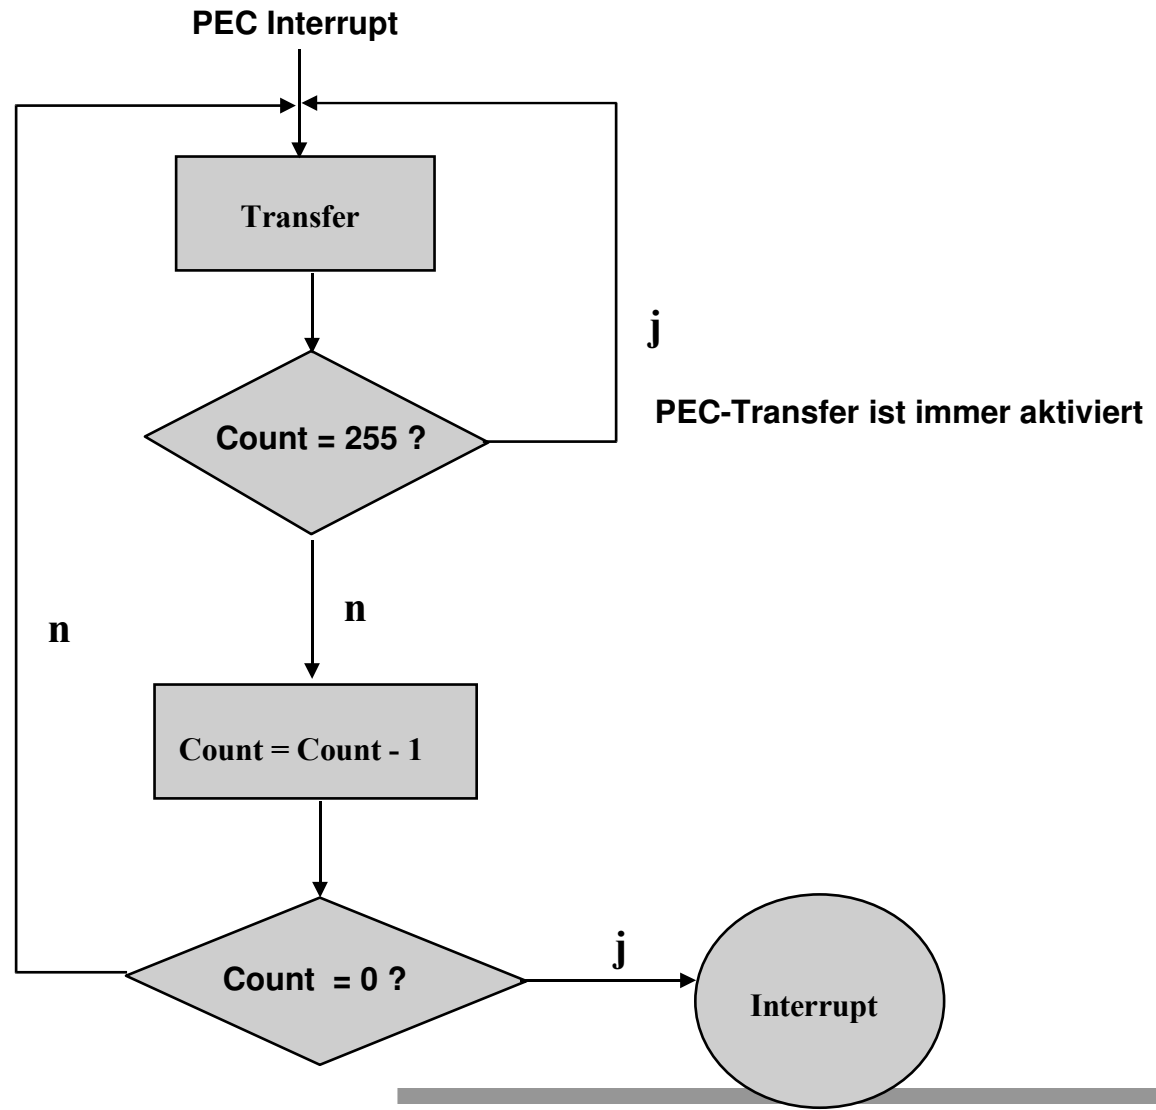 PEC Interrupt
Transfer
j
PEC-Transfer ist immer aktiviert
Count = 255 ?
n
n
Count = Count - 1
j
Count = 0 ?
Interrupt